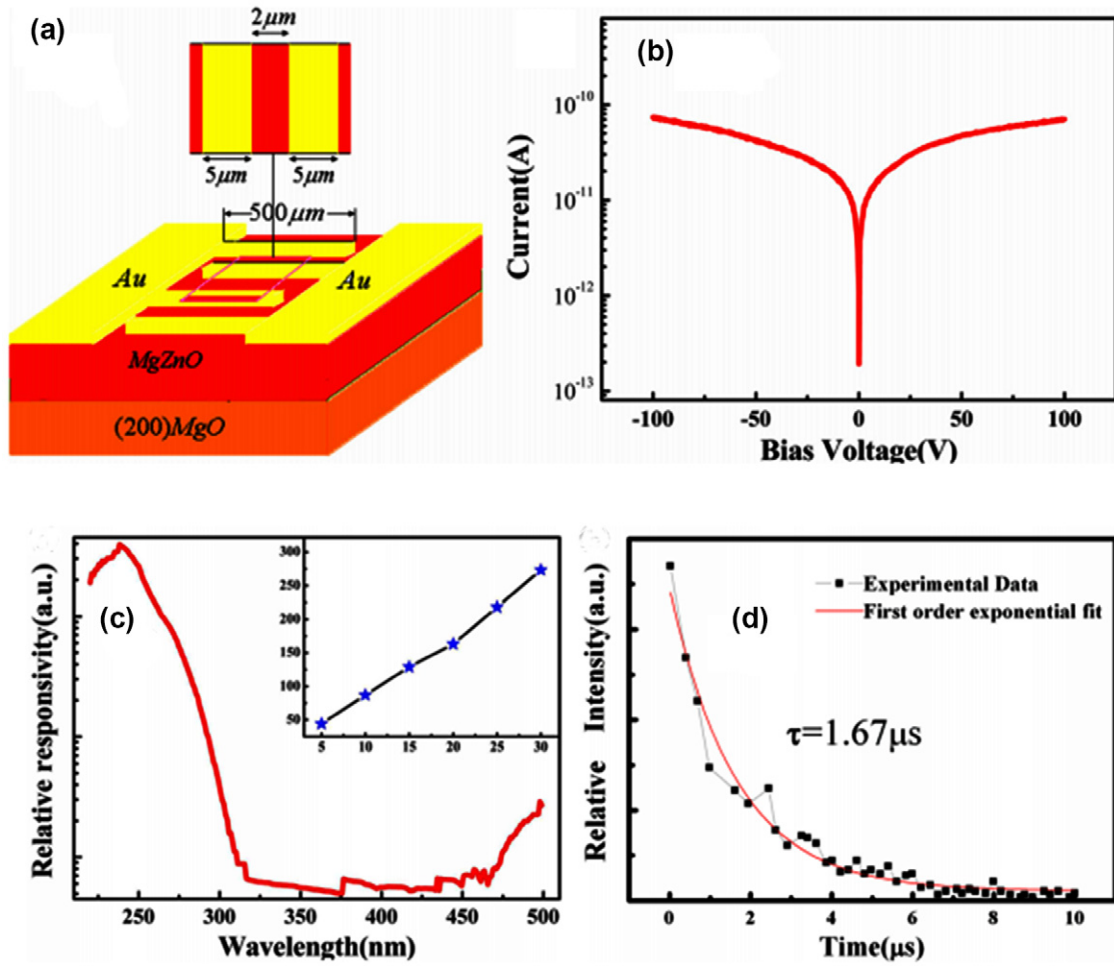 (a)
2μm
5μm 5μm
500μm
Au Au
MgZnO
(200)MgO
(b)
Current(A)
10-10
10-11
10-12
10-13
-100 -50 0 50 100
Bias Voltage(V)
(c)
Relative responsivity(a.u.)
300
250
200
150
100
50
5 10 15 20 25 30
250 300 350 400 450 500
Wavelength(nm)
(d)
Relative Intensity(a.u.)
Experimental Data
First order exponential fit
τ=1.67μs
0 2 4 6 8 10
Time(μs)